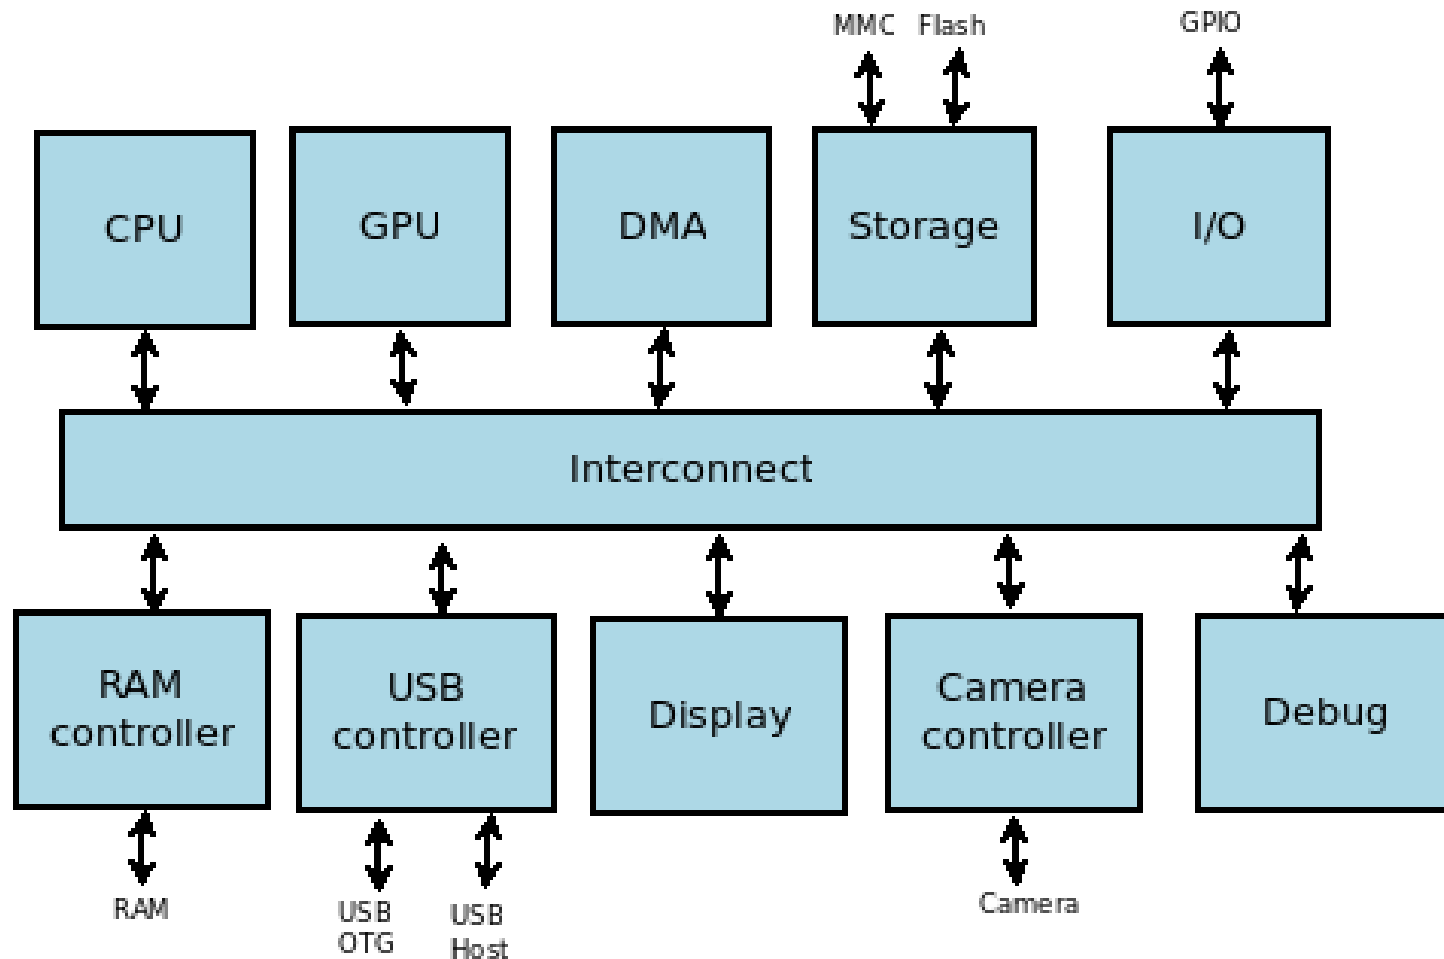 MMC Flash
GPIO
CPU
GPU
DMA
Storage
I/O
Interconnect
RAM
controller
USB
controller
Display
Camera
controller
Debug
RAM
USB
OTG
USB
Host
Camera